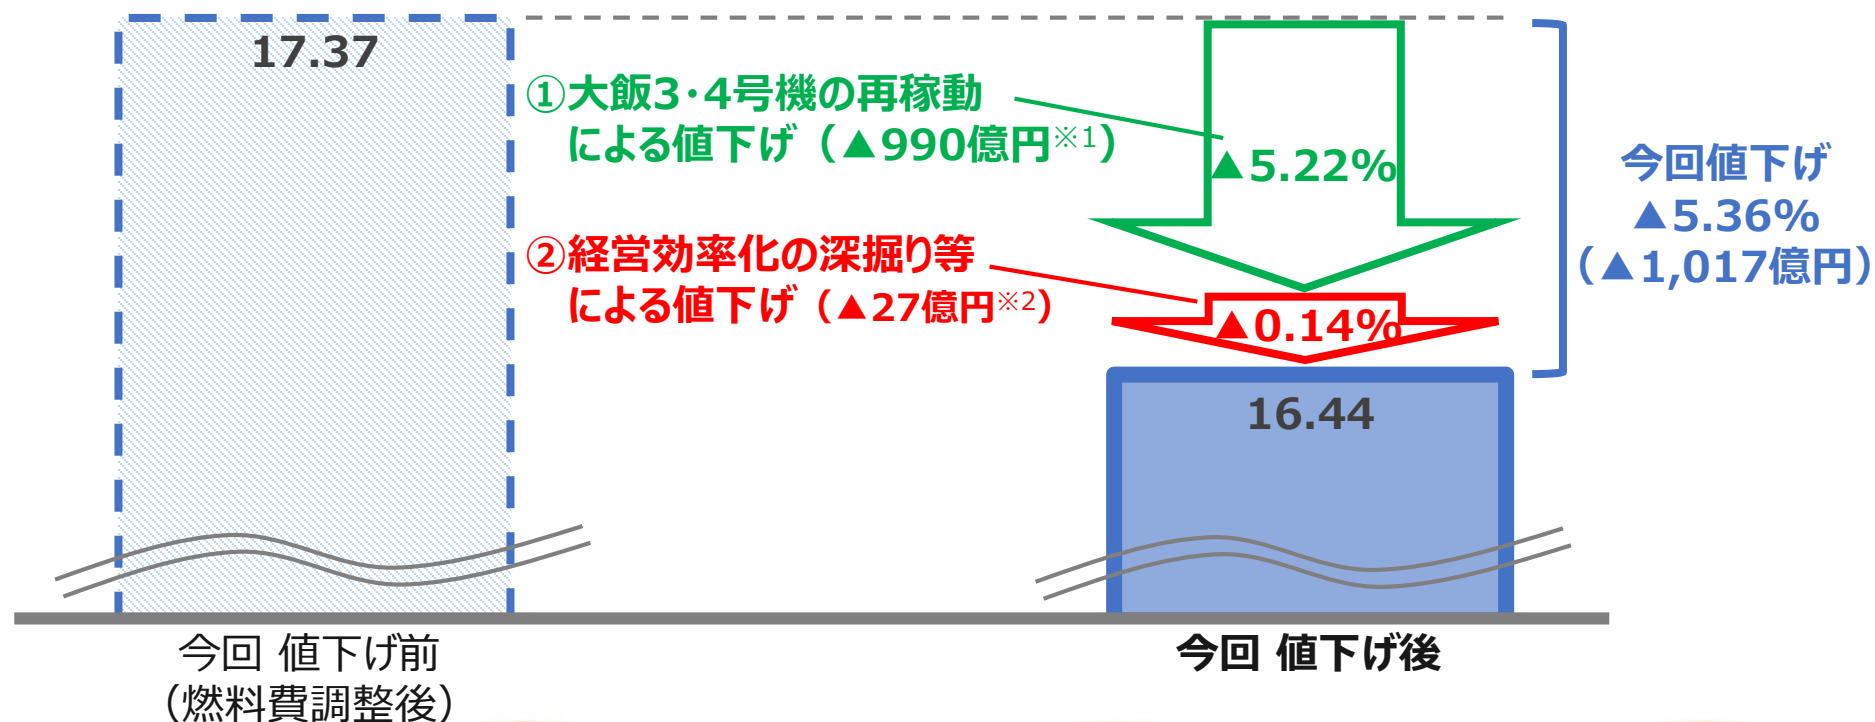 17.37
①大飯3・4号機の再稼動
による値下げ（▲990億円※1）
▲5.22%
②経営効率化の深掘り等
による値下げ（▲27億円※2）
▲0.14%
今回値下げ
▲5.36%
（▲1,017億円）
16.44
今回 値下げ前
（燃料費調整後）
今回 値下げ後